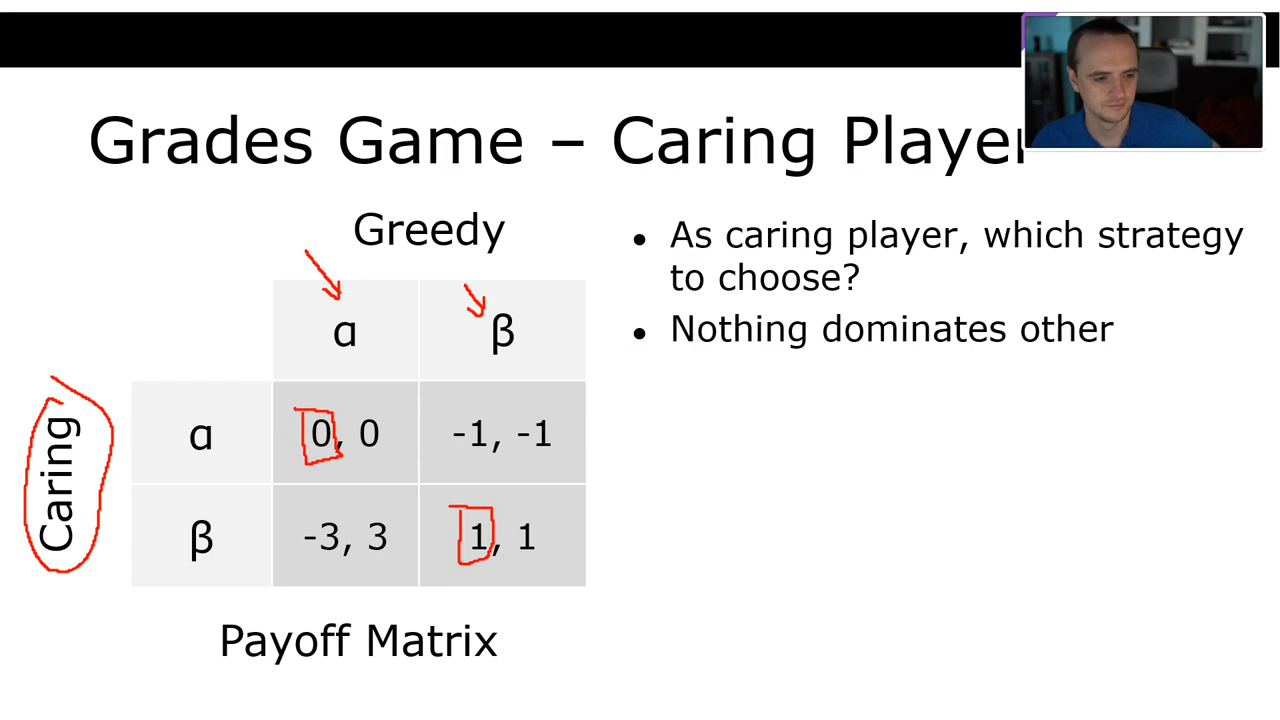 Grades Game – Caring Player
Greedy
α β
Caring
α 0, 0 -1, -1
β -3, 3 1, 1
Payoff Matrix
• As caring player, which strategy
to choose?
• Nothing dominates other